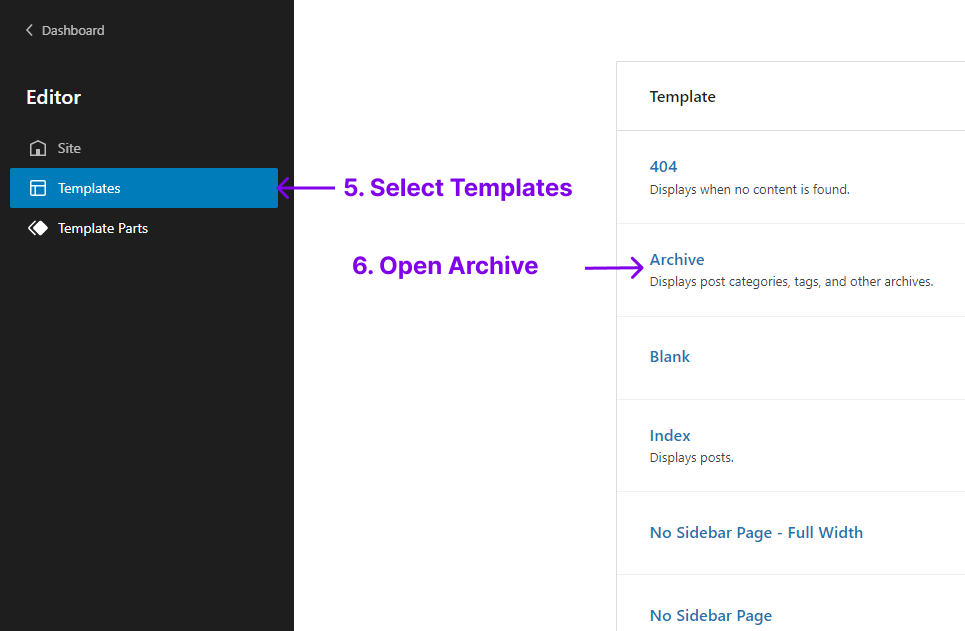 Dashboard
Editor
Site
Templates
Template Parts
5. Select Templates
6. Open Archive
Template
404
Displays when no content is found.
Archive
Displays post categories, tags, and other archives.
Blank
Index
Displays posts.
No Sidebar Page - Full Width
No Sidebar Page